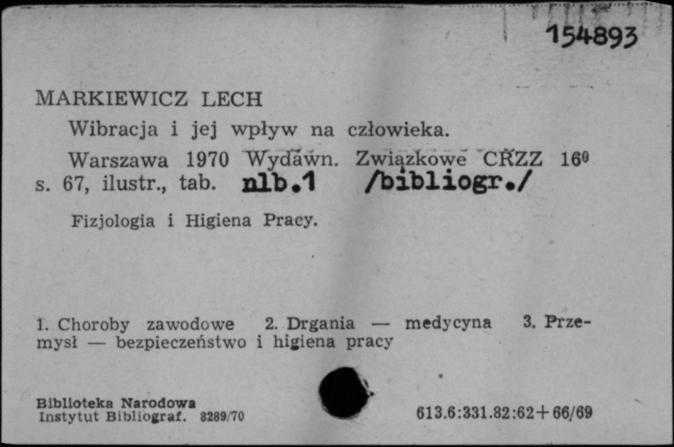 154893
MARKIEWICZ LECH
Wibracja i jej wpływ na człowieka.
Warszawa 1970 Wydawn. Związkowe CRZZ 16⁰
s. 67, ilustr., tab. nlb.1 /bibliogr./
Fizjologia i Higiena Pracy.
1. Choroby zawodowe 2. Drgania — medycyna 3. Prze-
mysł — bezpieczeństwo i higiena pracy
Biblioteka Narodowa
Instytut Bibliograf. 8289/70
613.6:331.82:62+66/69